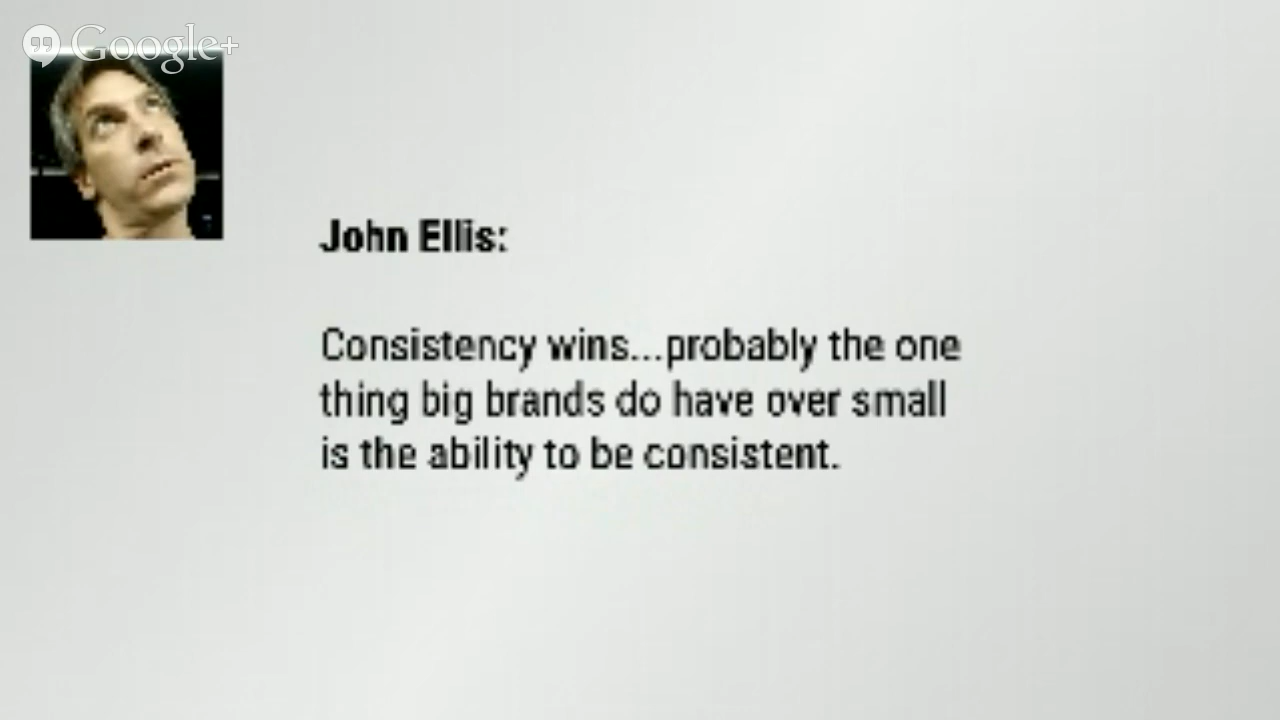 Google+
John Ellis:
Consistency wins...probably the one
thing big brands do have over small
is the ability to be consistent.